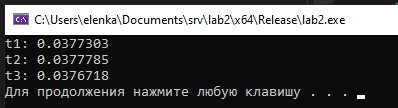 C:\Users\elenka\Documents\srv\lab2\x64\Release\lab2.exe
t1: 0.0377303
t2: 0.0377785
t3: 0.0376718
Для продолжения нажмите любую клавишу . . .